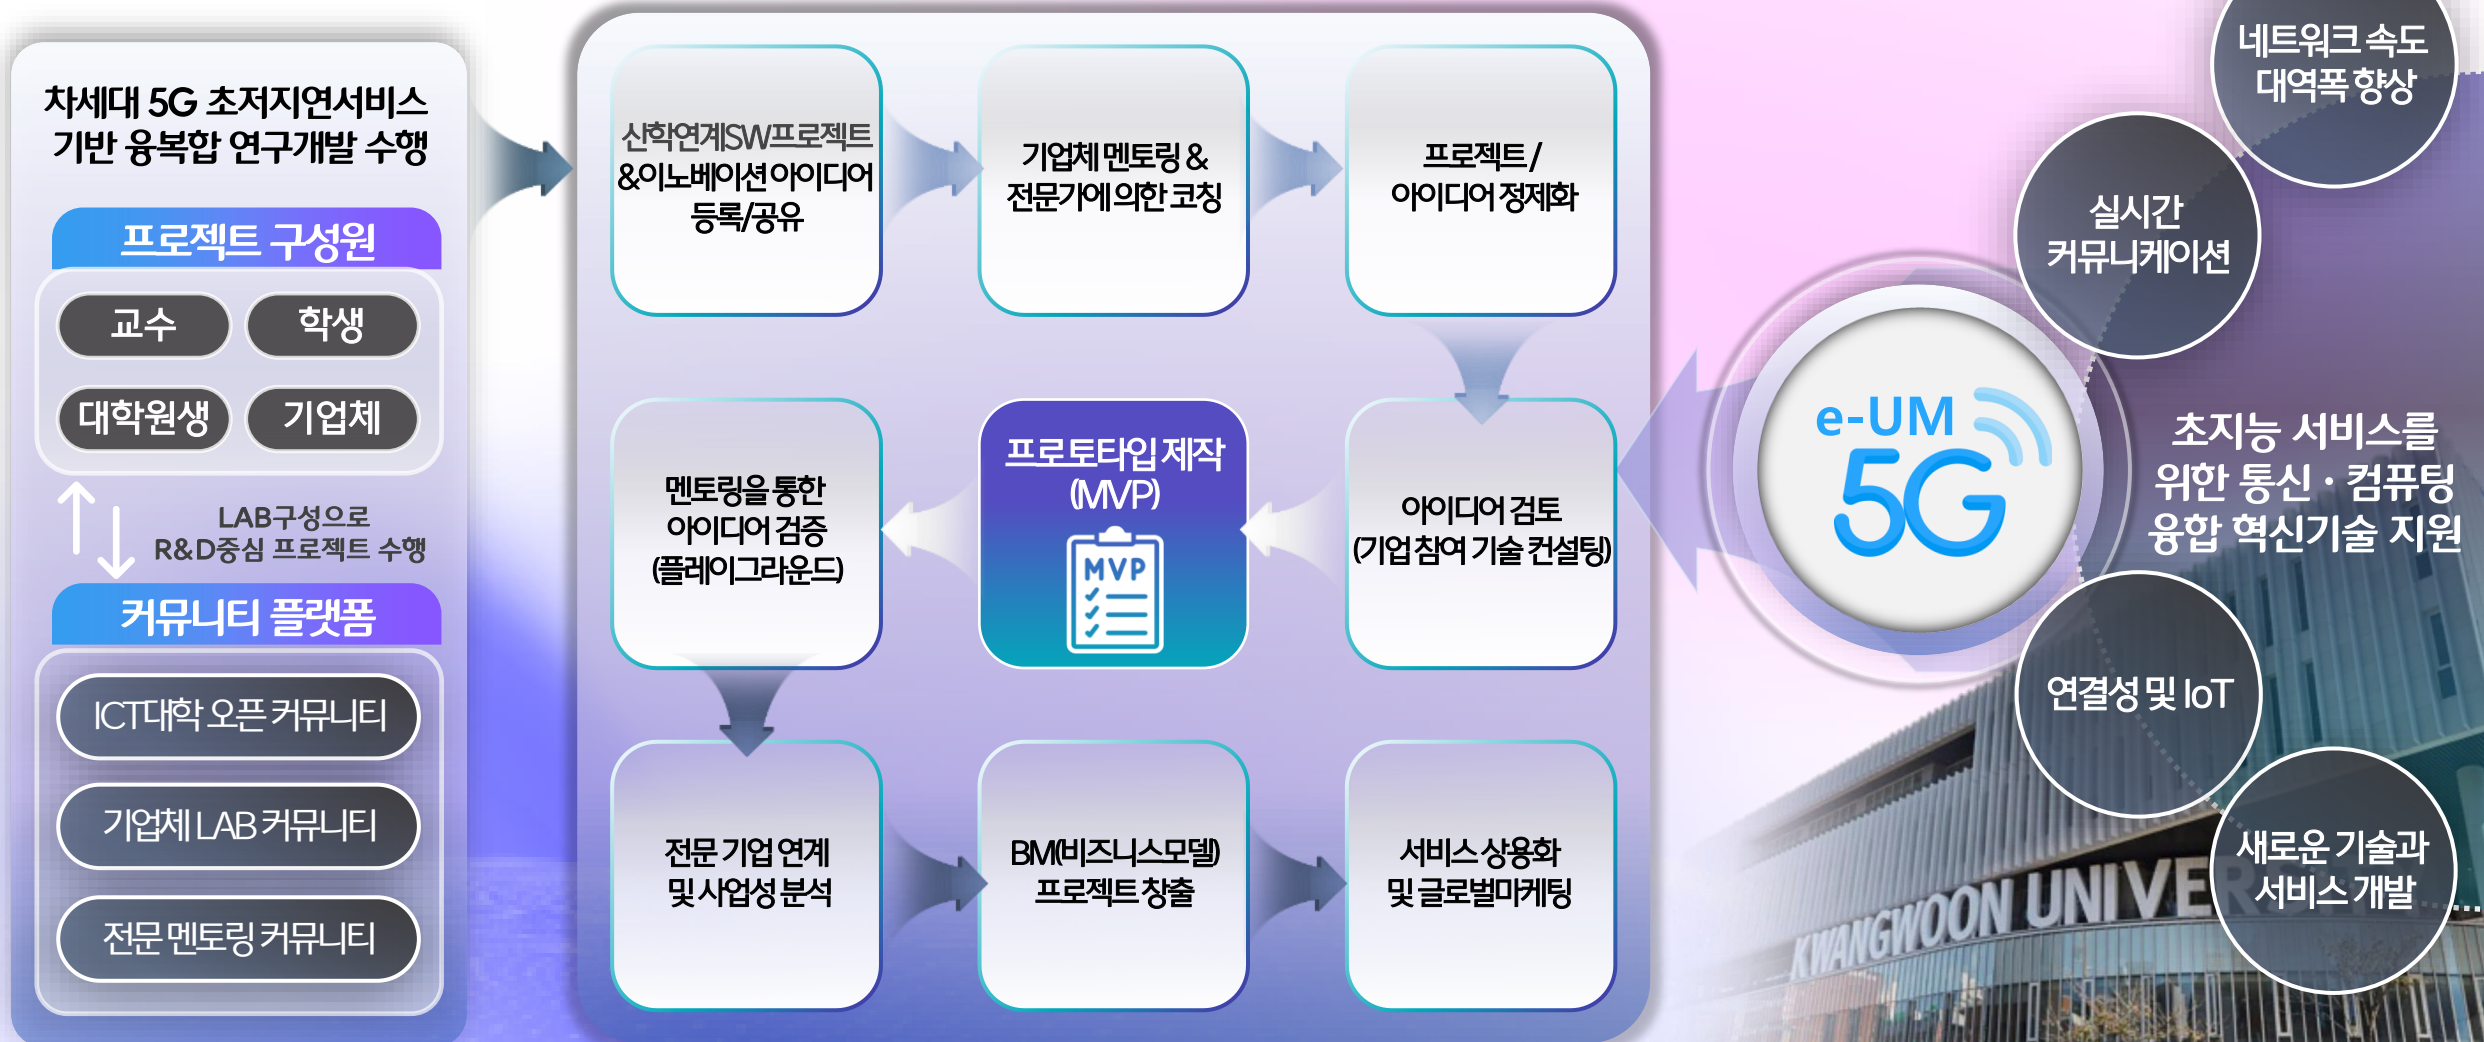 차세대 5G 초저지연서비스
기반 융복합 연구개발 수행
프로젝트 구성원
교수
학생
대학원생
기업체
LAB구성으로
R&D중심 프로젝트 수행
커뮤니티 플랫폼
ICT대학 오픈 커뮤니티
기업체 LAB 커뮤니티
전문 멘토링 커뮤니티
산학연계SW프로젝트
&이노베이션 아이디어
등록/공유
기업체 멘토링 &
전문가에 의한 코칭
프로젝트 /
아이디어 정제화
멘토링을 통한
아이디어 검증
(플레이그라운드)
프로토타입 제작
(MVP)
MVP
아이디어 검토
(기업 참여 기술 컨설팅)
전문 기업 연계
및 사업성 분석
BM(비즈니스모델)
프로젝트 창출
서비스 상용화
및 글로벌마케팅
e-UM
5G
네트워크 속도
대역폭 향상
실시간
커뮤니케이션
초지능 서비스를
위한 통신 · 컴퓨팅
융합 혁신기술 지원
연결성 및 IoT
새로운 기술과
서비스 개발
KWANGWOON UNIVERSITY